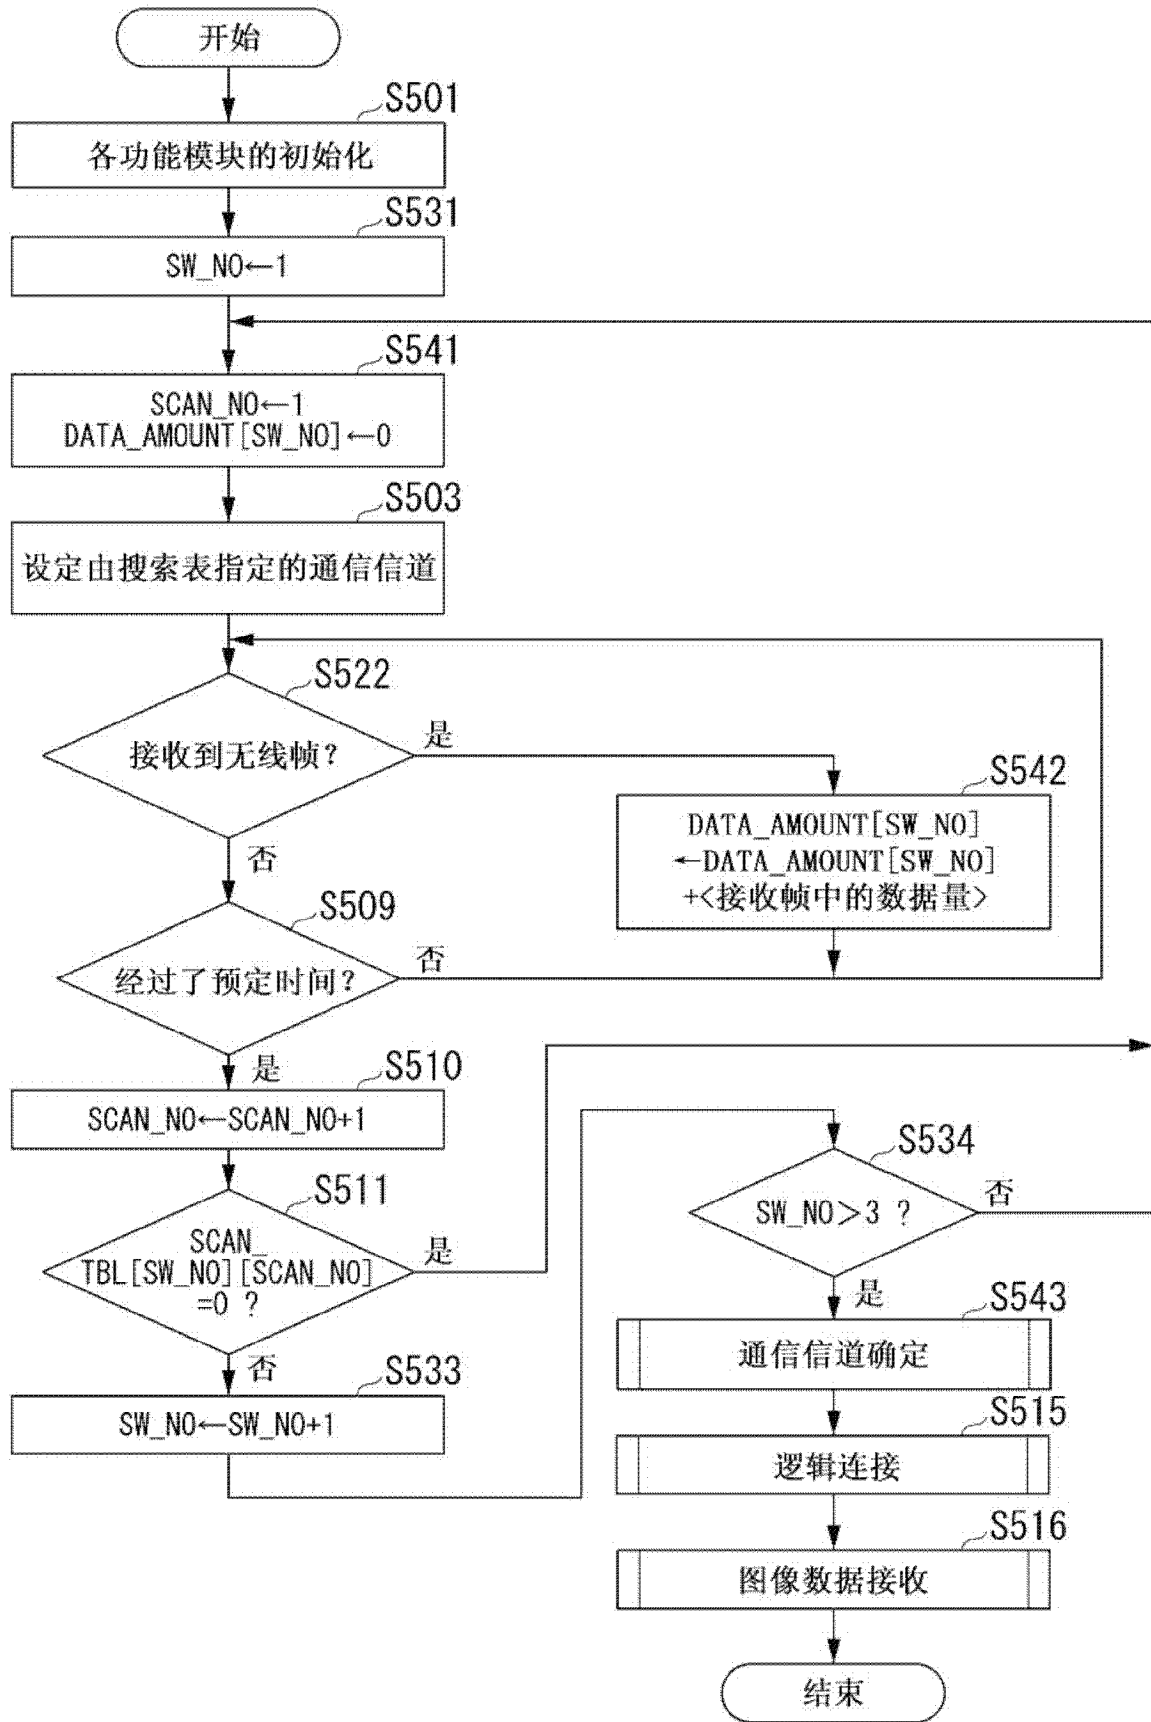 开始
S501
各功能模块的初始化
S531
SW_NO←1
S541
SCAN_NO←1
DATA_AMOUNT[SW_NO]←0
S503
设定由搜索表指定的通信信道
S522
接收到无线帧?
是
否
S542
DATA_AMOUNT[SW_NO]
←DATA_AMOUNT[SW_NO]
+<接收帧中的数据量>
S509
经过了预定时间?
否
是
S510
SCAN_NO←SCAN_NO+1
S511
SCAN_
TBL[SW_NO][SCAN_NO]
=0 ?
是
否
S533
SW_NO←SW_NO+1
S534
SW_NO>3 ?
否
是
S543
通信信道确定
S515
逻辑连接
S516
图像数据接收
结束